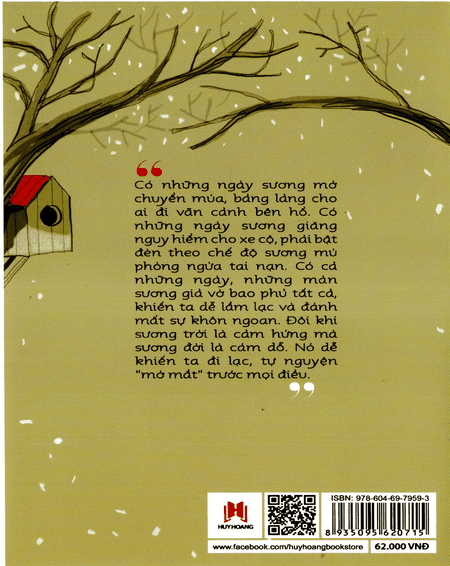 “
Có những ngày sương mờ
chuyển mùa, bảng lảng cho
ai đi vãn cảnh bên hồ. Có
những ngày sương giăng
nguy hiểm cho xe cộ, phải bật
đèn theo chế độ sương mù
phòng ngừa tai nạn. Có cả
những ngày, những màn
sương giả vờ bao phủ tất cả,
khiến ta dễ lầm lạc và đánh
mất sự khôn ngoan. Đôi khi
sương trời là cảm hứng mà
sương đời là cám dỗ. Nó dễ
khiến ta đi lạc, tự nguyện
"mờ mắt" trước mọi điều.
”
ISBN: 978-604-69-7959-3
HUY HOANG
8 935095 620715
www.facebook.com/huyhoangbookstore
62.000 VNĐ